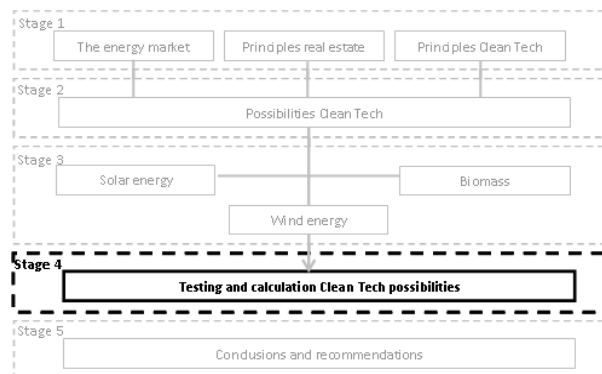 Stage 1
The energy market
Principles real estate
Principles Clean Tech
Stage 2
Possibilities Clean Tech
Stage 3
Solar energy
Biomass
Wind energy
Stage 4
Testing and calculation Clean Tech possibilities
Stage 5
Conclusions and recommendations